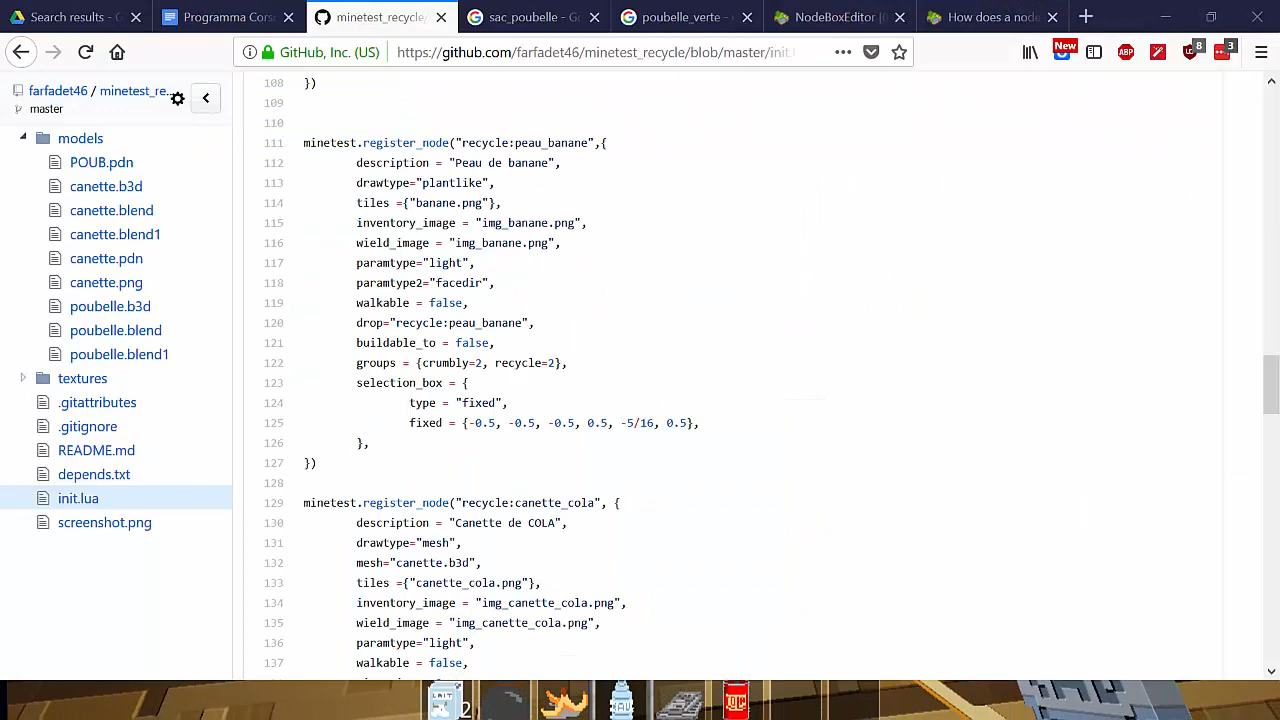 Search results - G
Programma Cors
minetest_recycle/
sac_poubelle - Go
poubelle_verte - 
NodeBoxEditor [0
How does a node
GitHub, Inc. (US)
https://github.com/farfadet46/minetest_recycle/blob/master/init.l
New
ABP
8
3
farfadet46 / minetest_re...
master
models
POUB.pdn
canette.b3d
canette.blend
canette.blend1
canette.pdn
canette.png
poubelle.b3d
poubelle.blend
poubelle.blend1
textures
.gitattributes
.gitignore
README.md
depends.txt
init.lua
screenshot.png
108 })
109
110
111 minetest.register_node("recycle:peau_banane",{
112 description = "Peau de banane",
113 drawtype="plantlike",
114 tiles ={"banane.png"},
115 inventory_image = "img_banane.png",
116 wield_image = "img_banane.png",
117 paramtype="light",
118 paramtype2="facedir",
119 walkable = false,
120 drop="recycle:peau_banane",
121 buildable_to = false,
122 groups = {crumbly=2, recycle=2},
123 selection_box = {
124 type = "fixed",
125 fixed = {-0.5, -0.5, -0.5, 0.5, -5/16, 0.5},
126 },
127 })
128
129 minetest.register_node("recycle:canette_cola", {
130 description = "Canette de COLA",
131 drawtype="mesh",
132 mesh="canette.b3d",
133 tiles ={"canette_cola.png"},
134 inventory_image = "img_canette_cola.png",
135 wield_image = "img_canette_cola.png",
136 paramtype="light",
137 walkable = false,
LAIT
2
EAU